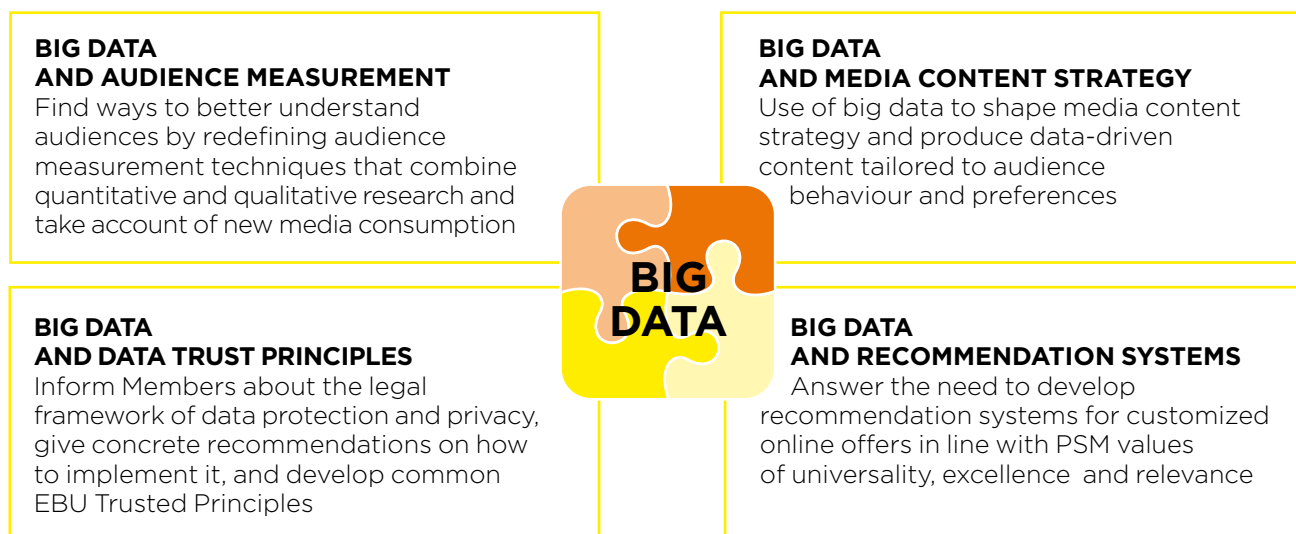 BIG DATA
AND AUDIENCE MEASUREMENT
Find ways to better understand
audiences by redefining audience
measurement techniques that combine
quantitative and qualitative research and
take account of new media consumption
BIG DATA
AND MEDIA CONTENT STRATEGY
Use of big data to shape media content
strategy and produce data-driven
content tailored to audience
behaviour and preferences
BIG
DATA
BIG DATA
AND DATA TRUST PRINCIPLES
Inform Members about the legal
framework of data protection and privacy,
give concrete recommendations on how
to implement it, and develop common
EBU Trusted Principles
BIG DATA
AND RECOMMENDATION SYSTEMS
Answer the need to develop
recommendation systems for customized
online offers in line with PSM values
of universality, excellence and relevance